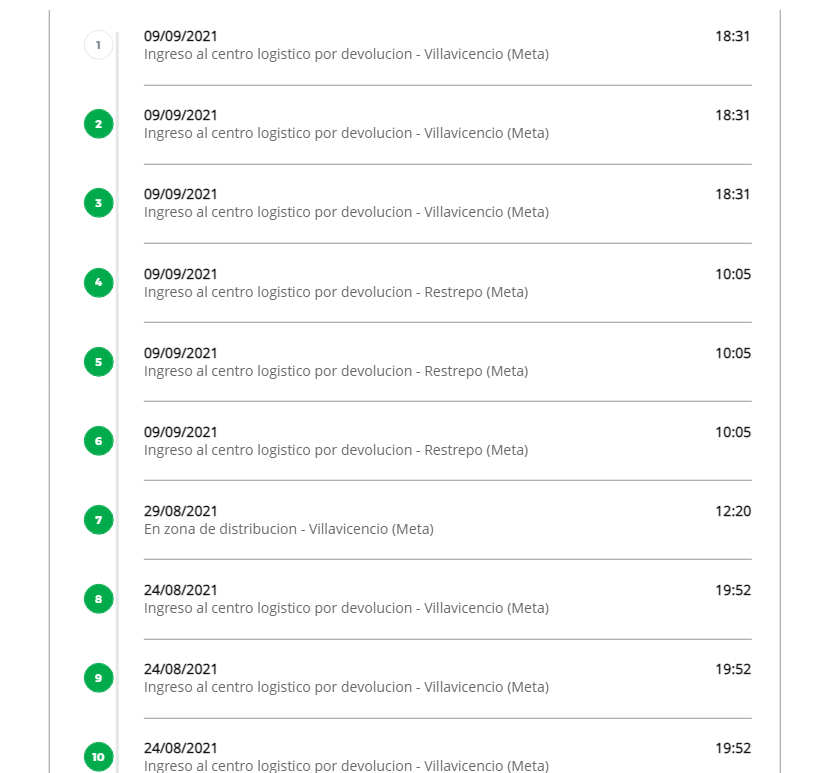 1
09/09/2021 18:31
Ingreso al centro logistico por devolucion - Villavicencio (Meta)
2
09/09/2021 18:31
Ingreso al centro logistico por devolucion - Villavicencio (Meta)
3
09/09/2021 18:31
Ingreso al centro logistico por devolucion - Villavicencio (Meta)
4
09/09/2021 10:05
Ingreso al centro logistico por devolucion - Restrepo (Meta)
5
09/09/2021 10:05
Ingreso al centro logistico por devolucion - Restrepo (Meta)
6
09/09/2021 10:05
Ingreso al centro logistico por devolucion - Restrepo (Meta)
7
29/08/2021 12:20
En zona de distribucion - Villavicencio (Meta)
8
24/08/2021 19:52
Ingreso al centro logistico por devolucion - Villavicencio (Meta)
9
24/08/2021 19:52
Ingreso al centro logistico por devolucion - Villavicencio (Meta)
10
24/08/2021 19:52
Ingreso al centro logistico por devolucion - Villavicencio (Meta)